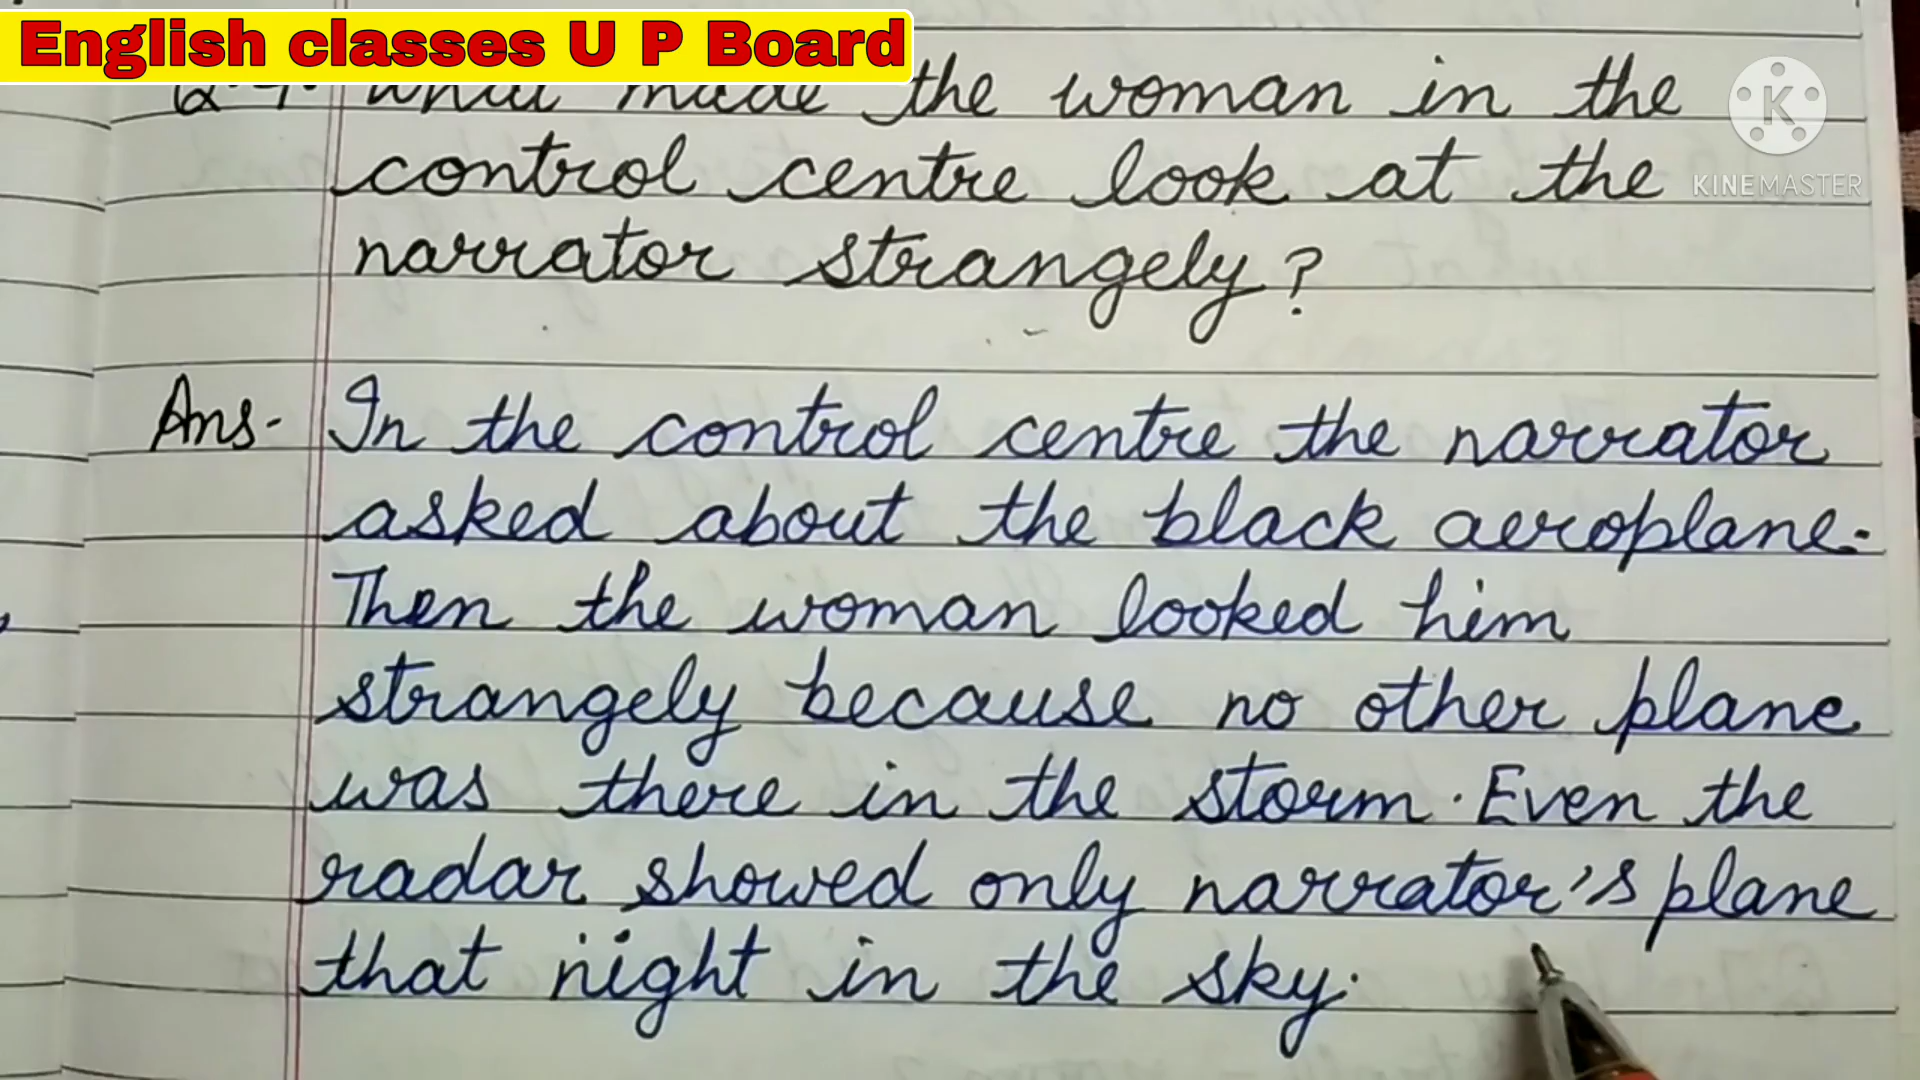 English classes U P Board
What made the woman in the
control centre look at the
narrator strangely?
KINEMASTER
Ans- In the control centre the narrator
asked about the black aeroplane.
Then the woman looked him
strangely because no other plane
was there in the storm. Even the
radar showed only narrator's plane
that night in the sky.